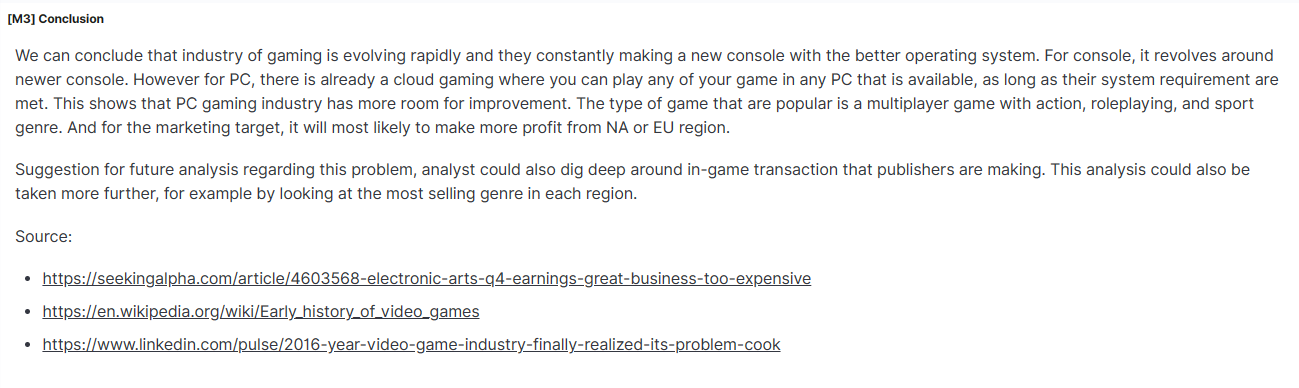 [M3] Conclusion
We can conclude that industry of gaming is evolving rapidly and they constantly making a new console with the better operating system. For console, it revolves around
newer console. However for PC, there is already a cloud gaming where you can play any of your game in any PC that is available, as long as their system requirement are
met. This shows that PC gaming industry has more room for improvement. The type of game that are popular is a multiplayer game with action, roleplaying, and sport
genre. And for the marketing target, it will most likely to make more profit from NA or EU region.
Suggestion for future analysis regarding this problem, analyst could also dig deep around in-game transaction that publishers are making. This analysis could also be
taken more further, for example by looking at the most selling genre in each region.
Source:
• https://seekingalpha.com/article/4603568-electronic-arts-q4-earnings-great-business-too-expensive
• https://en.wikipedia.org/wiki/Early_history_of_video_games
• https://www.linkedin.com/pulse/2016-year-video-game-industry-finally-realized-its-problem-cook